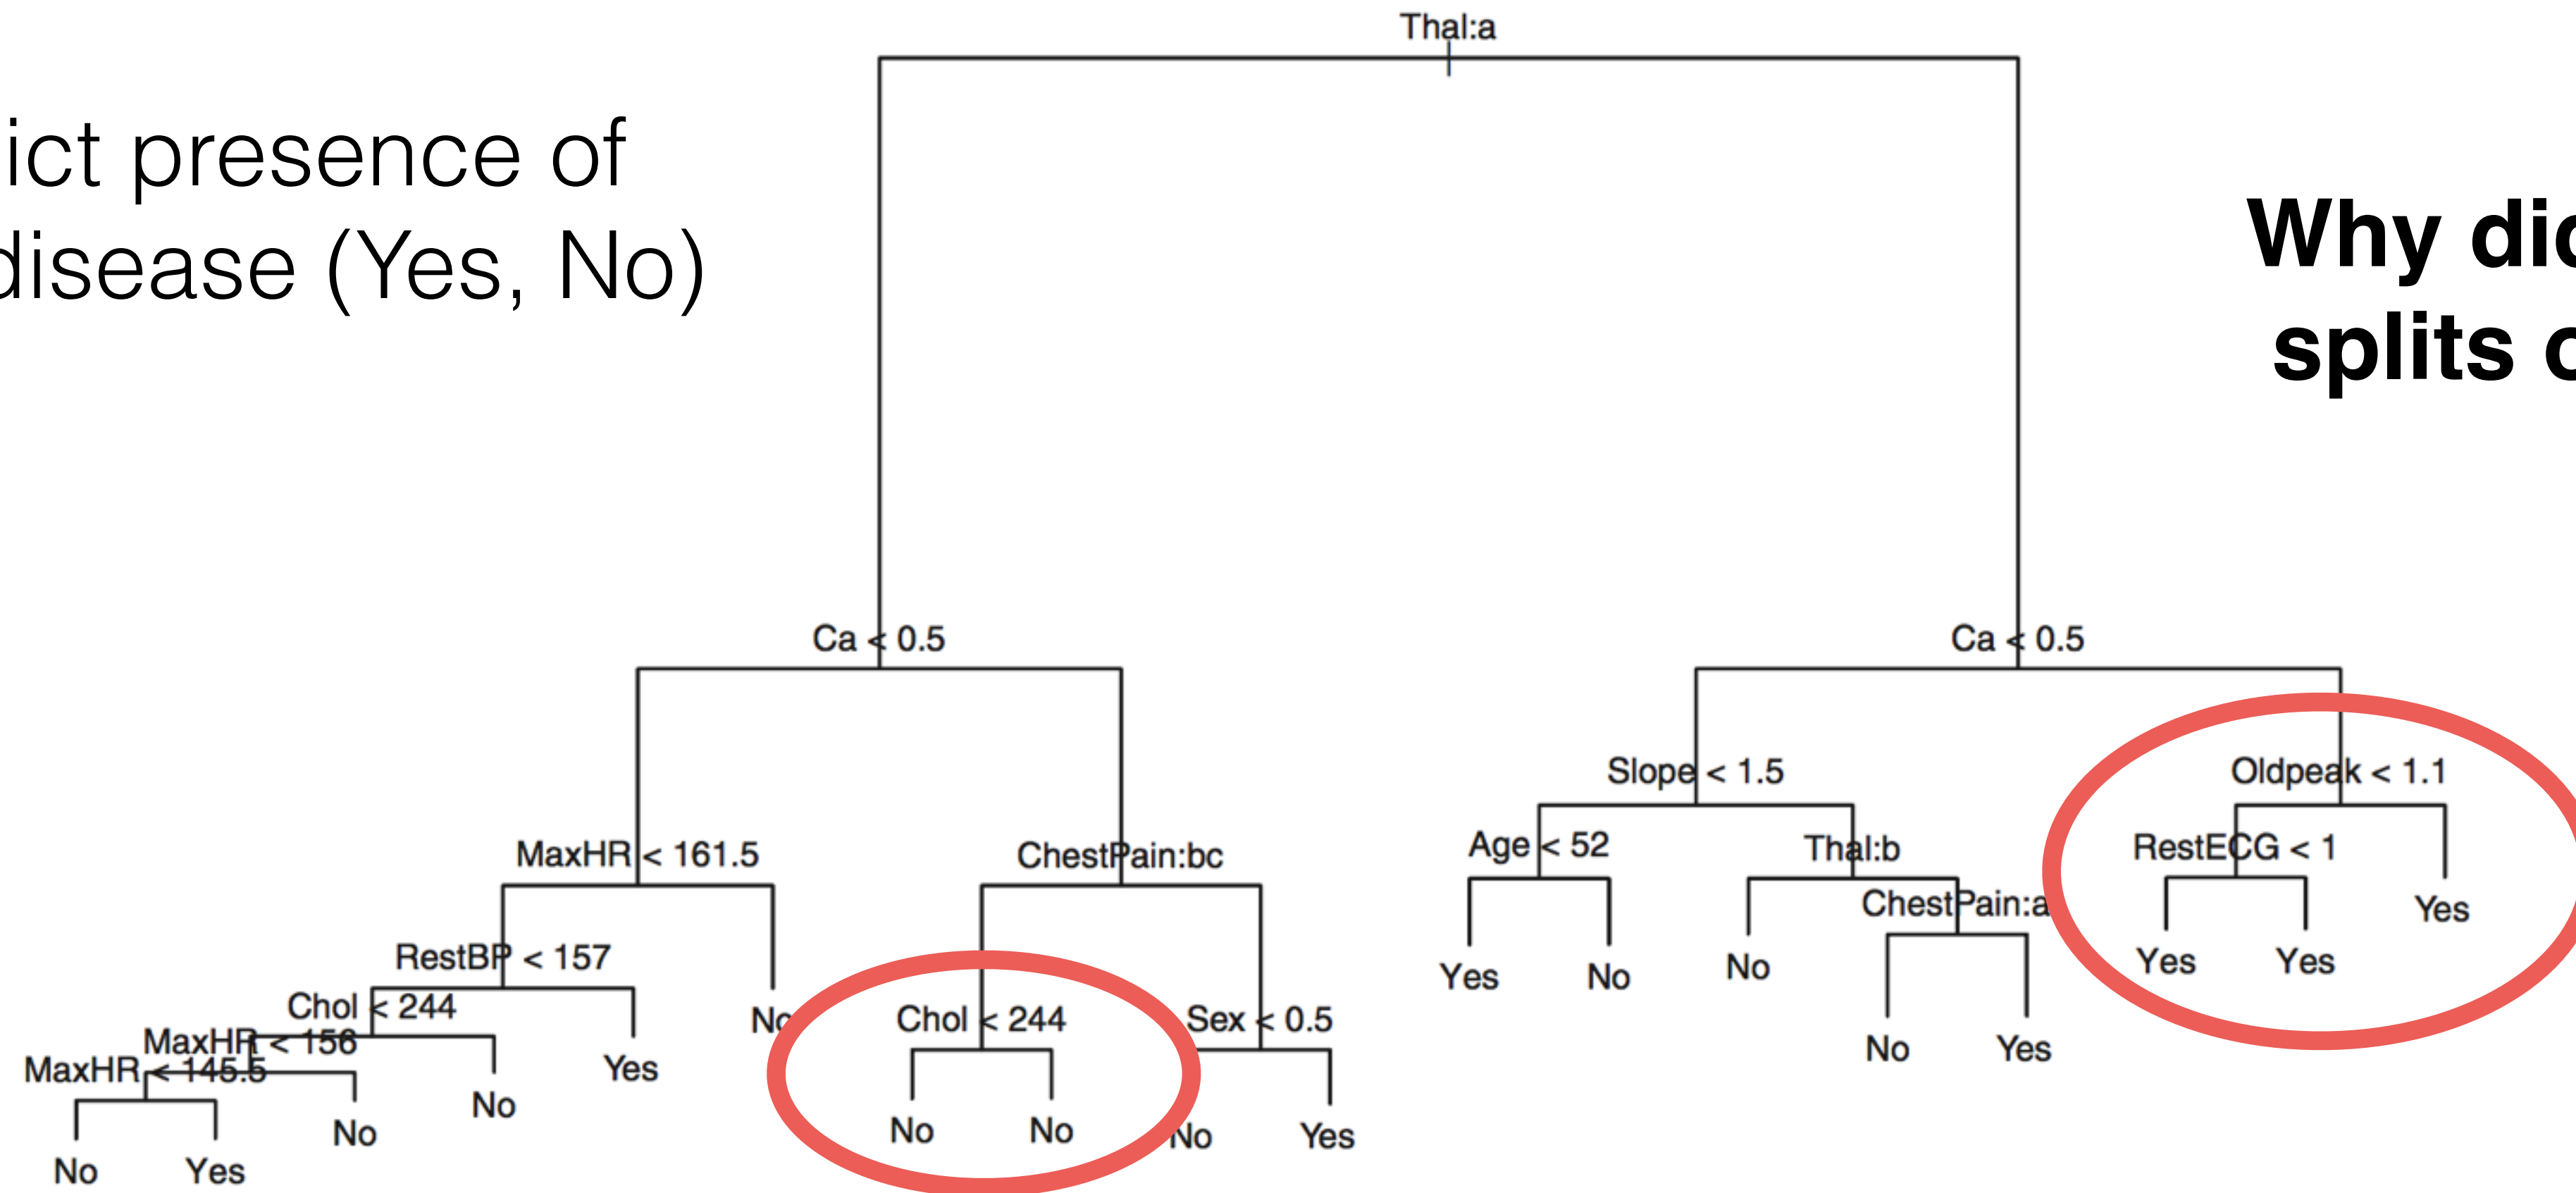 Thal:a
ict presence of
disease (Yes, No)
Why did
splits
Ca < 0.5
Ca < 0.5
Slope < 1.5
Oldpeak < 1.1
MaxHR < 161.5
ChestPain:bc
Age < 52
Thal:b
RestECG < 1
ChestPain:a
Yes
RestBP < 157
Yes
No
No
Yes
Yes
Chol < 244
No
Chol < 244
Sex < 0.5
MaxHR < 156
No
Yes
MaxHR < 145.5
Yes
No
No
No
No
No
Yes
No
Yes